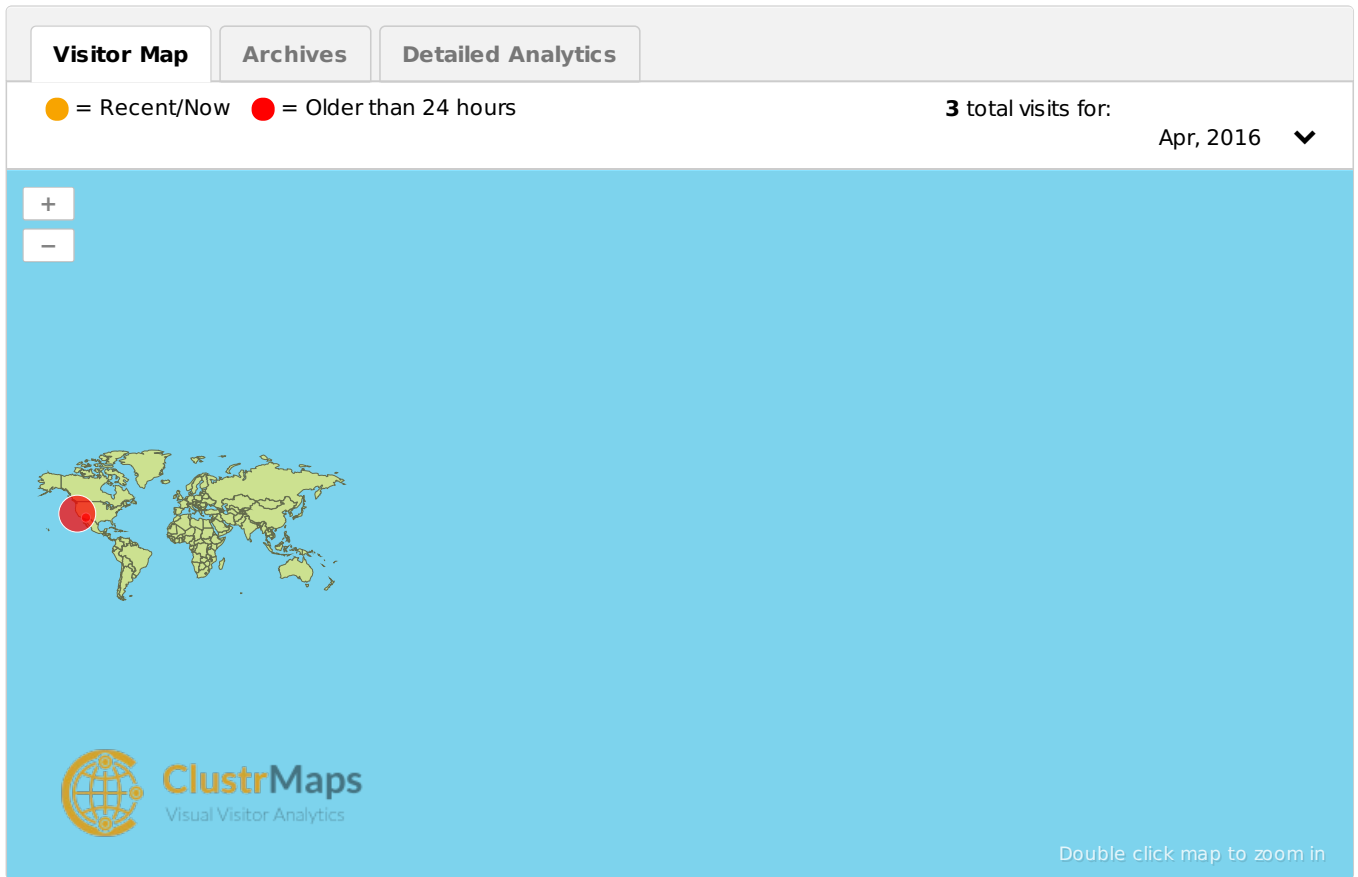 Visitor Map Archives Detailed Analytics
= Recent/Now = Older than 24 hours
3 total visits for:
Apr, 2016
+
−
ClustrMaps
Visual Visitor Analytics
Double click map to zoom in